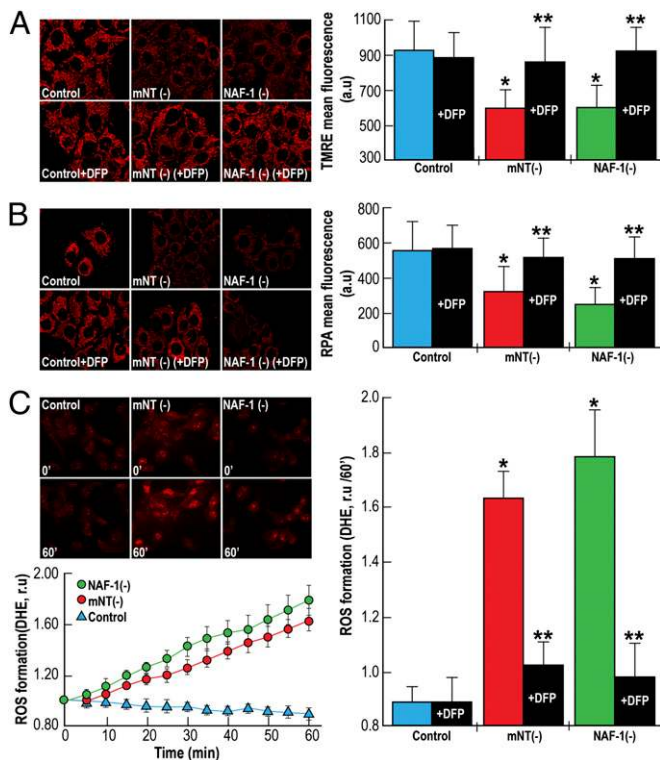 A
Control
mNT (-)
NAF-1 (-)
Control+DFP
mNT (-) (+DFP)
NAF-1 (-) (+DFP)
TMRE mean fluorescence
(a.u)
1100
900
700
500
300
+DFP
*
+DFP
**
*
+DFP
**
Control
mNT(-)
NAF-1(-)
B
Control
mNT (-)
NAF-1 (-)
Control+DFP
mNT (-) (+DFP)
NAF-1 (-) (+DFP)
RPA mean fluorescence
(a.u)
800
600
400
200
0
+DFP
*
+DFP
**
*
+DFP
**
Control
mNT(-)
NAF-1(-)
C
Control
mNT (-)
NAF-1 (-)
0'
0'
0'
60'
60'
60'
ROS formation(DHE, r.u)
2.00
1.60
1.20
0.80
NAF-1(-)
mNT(-)
Control
0
10
20
30
40
50
60
Time (min)
ROS formation (DHE, r.u /60')
2.0
1.8
1.6
1.4
1.2
1.0
0.8
+DFP
*
+DFP
**
*
+DFP
**
Control
mNT(-)
NAF-1(-)